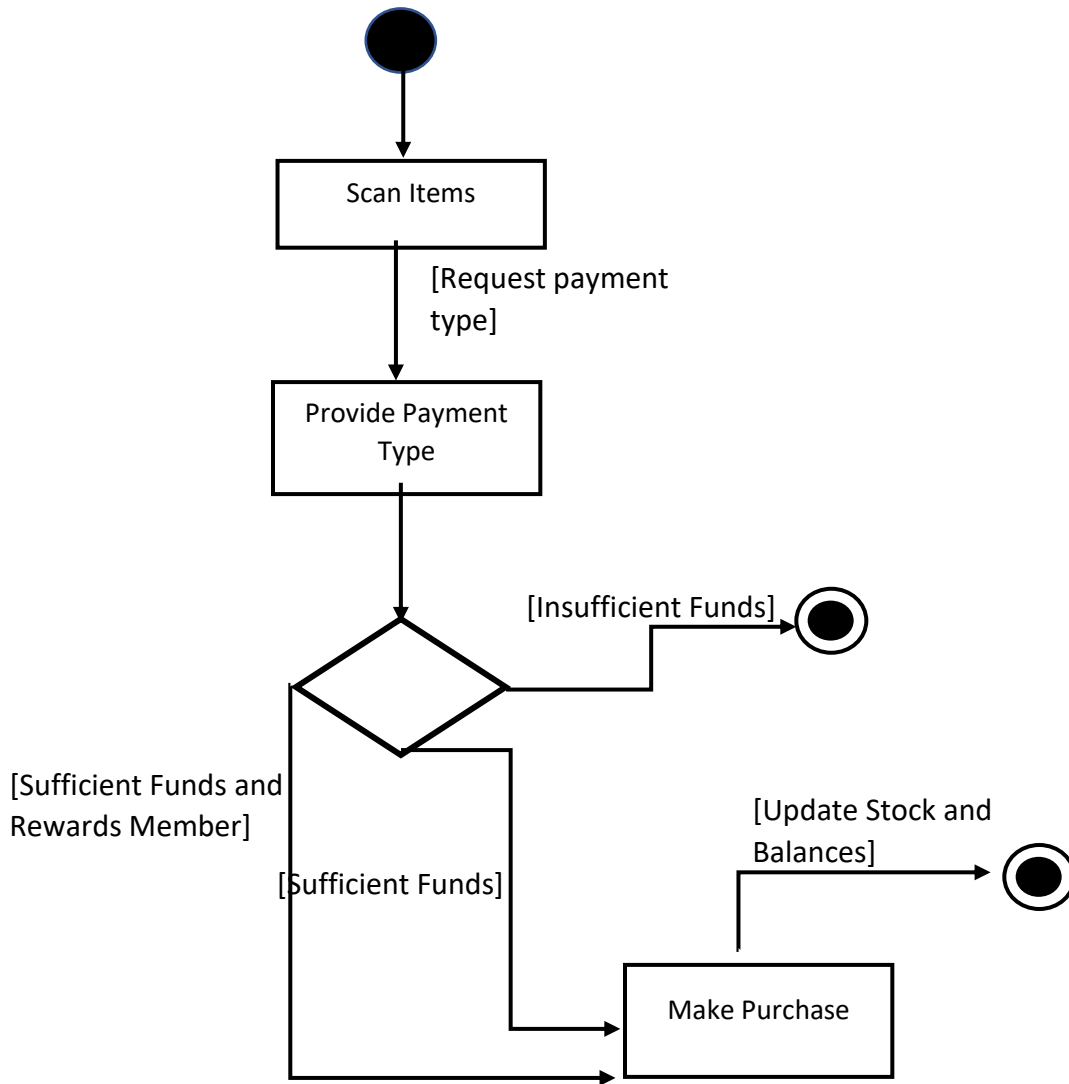 Scan Items
[Request payment
type]
Provide Payment
Type
[Insufficient Funds]
[Sufficient Funds and
Rewards Member]
[Update Stock and
Balances]
[Sufficient Funds]
Make Purchase